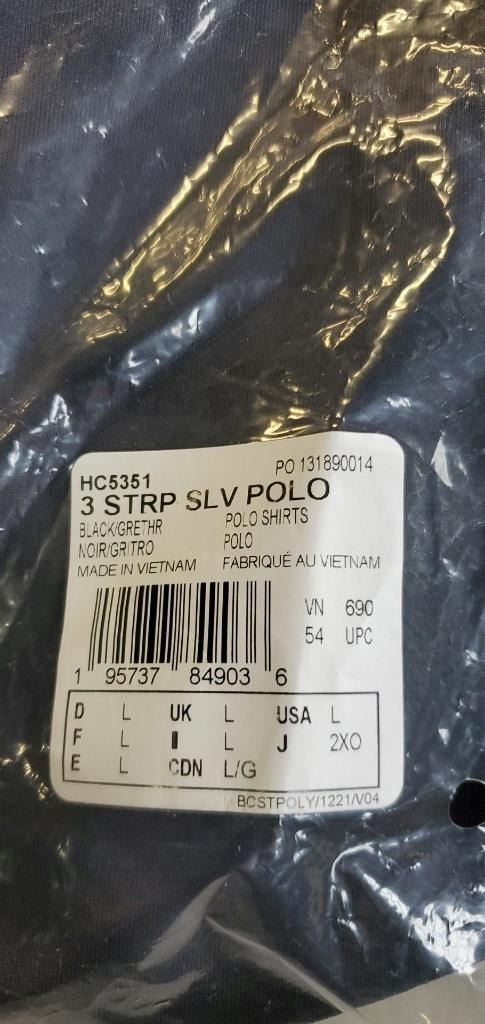 HC5351 PO 131890014
3 STRP SLV POLO
BLACK/GRETHR POLO SHIRTS
NOIR/GRITRO POLO
MADE IN VIETNAM FABRIQUÉ AU VIETNAM
VN 690
54 UPC
1 95737 84903 6
D L UK L USA L
F L I L J 2XO
E L CDN L/G
BCSTPOLY/1221/V04